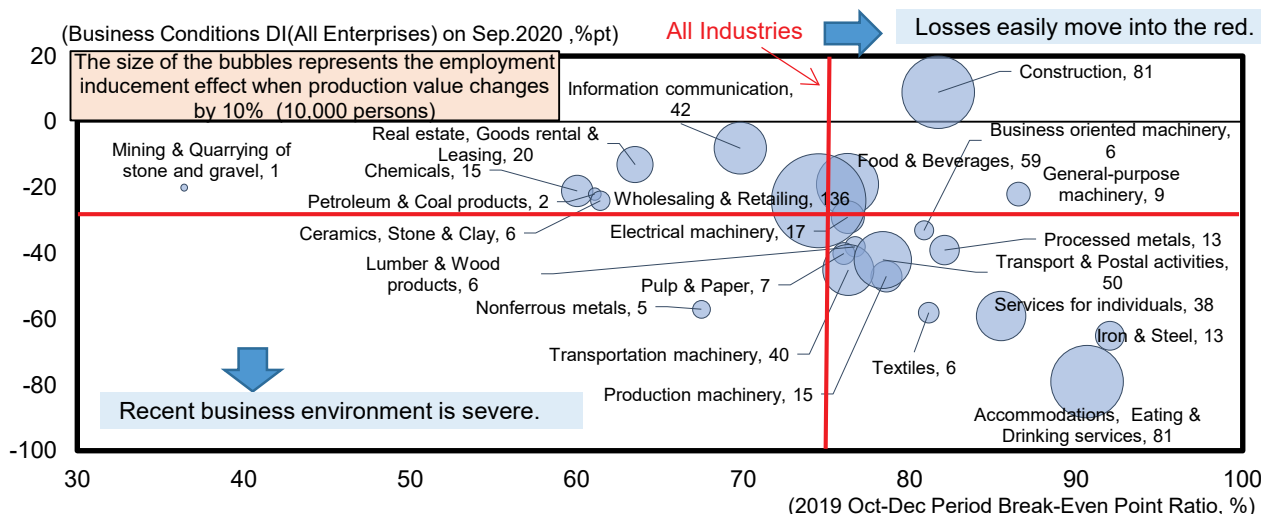 (Business Conditions DI(All Enterprises) on Sep.2020 ,%pt)
All Industries
Losses easily move into the red.
The size of the bubbles represents the employment
inducement effect when production value changes
by 10%  (10,000 persons)
Information communication,
42
Construction, 81
Real estate, Goods rental &
Leasing, 20
Business oriented machinery,
6
Mining & Quarrying of
stone and gravel, 1
Chemicals, 15
Food & Beverages, 59
General-purpose
machinery, 9
Petroleum & Coal products, 2
Wholesaling & Retailing, 136
Ceramics, Stone & Clay, 6
Electrical machinery, 17
Processed metals, 13
Lumber & Wood
products, 6
Transport & Postal activities,
50
Pulp & Paper, 7
Nonferrous metals, 5
Services for individuals, 38
Iron & Steel, 13
Transportation machinery, 40
Textiles, 6
Production machinery, 15
Recent business environment is severe.
Accommodations,  Eating &
Drinking services, 81
20
0
-20
-40
-60
-80
-100
30
40
50
60
70
80
90
100
(2019 Oct-Dec Period Break-Even Point Ratio, %)